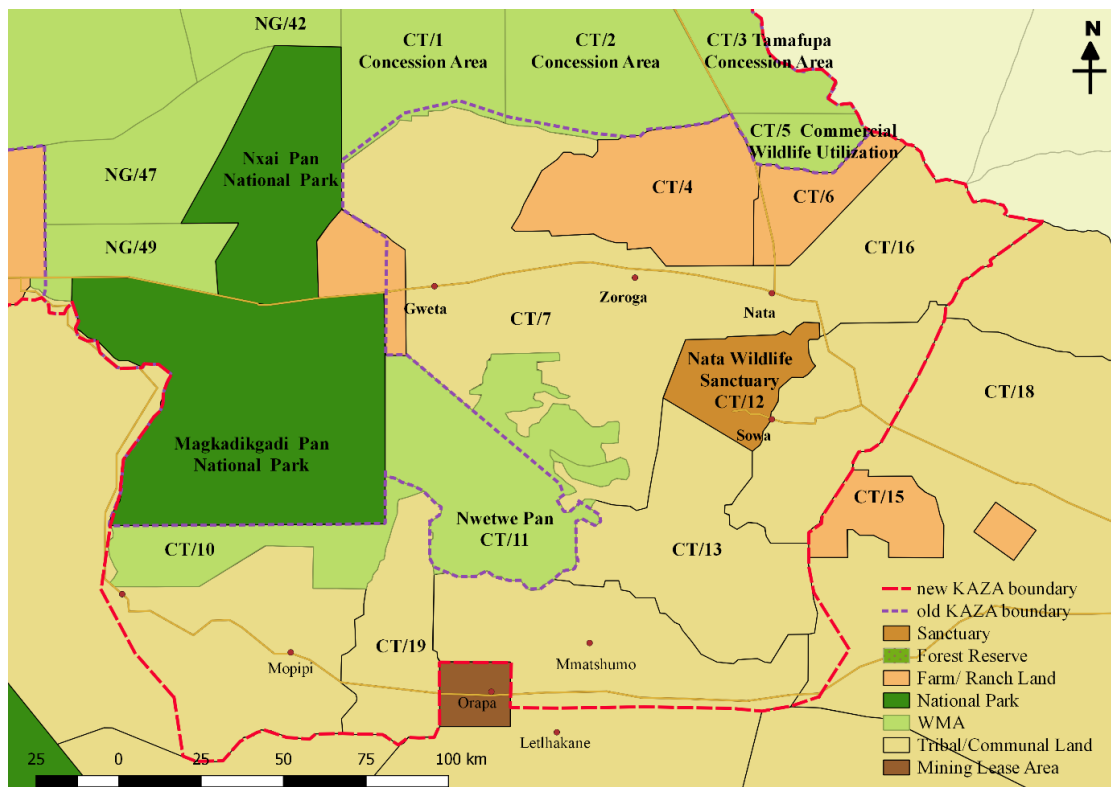 NG/42
CT/1
Concession Area
CT/2
Concession Area
CT/3 Tamafupa
Concession Area
N
CT/5 Commercial
Wildlife Utilization
Nxai Pan
National Park
NG/47
CT/4
CT/6
NG/49
CT/16
Gweta
Zoroga
Nata
CT/7
Nata Wildlife
Sanctuary
CT/12
CT/18
Sowa
Magkadikgadi Pan
National Park
CT/15
Nwetwe Pan
CT/11
CT/10
CT/13
new KAZA boundary
old KAZA boundary
Sanctuary
Forest Reserve
Farm/ Ranch Land
National Park
WMA
Tribal/Communal Land
Mining Lease Area
CT/19
Mmatshumo
Mopipi
Orapa
Letlhakane
25 0 25 50 75 100 km